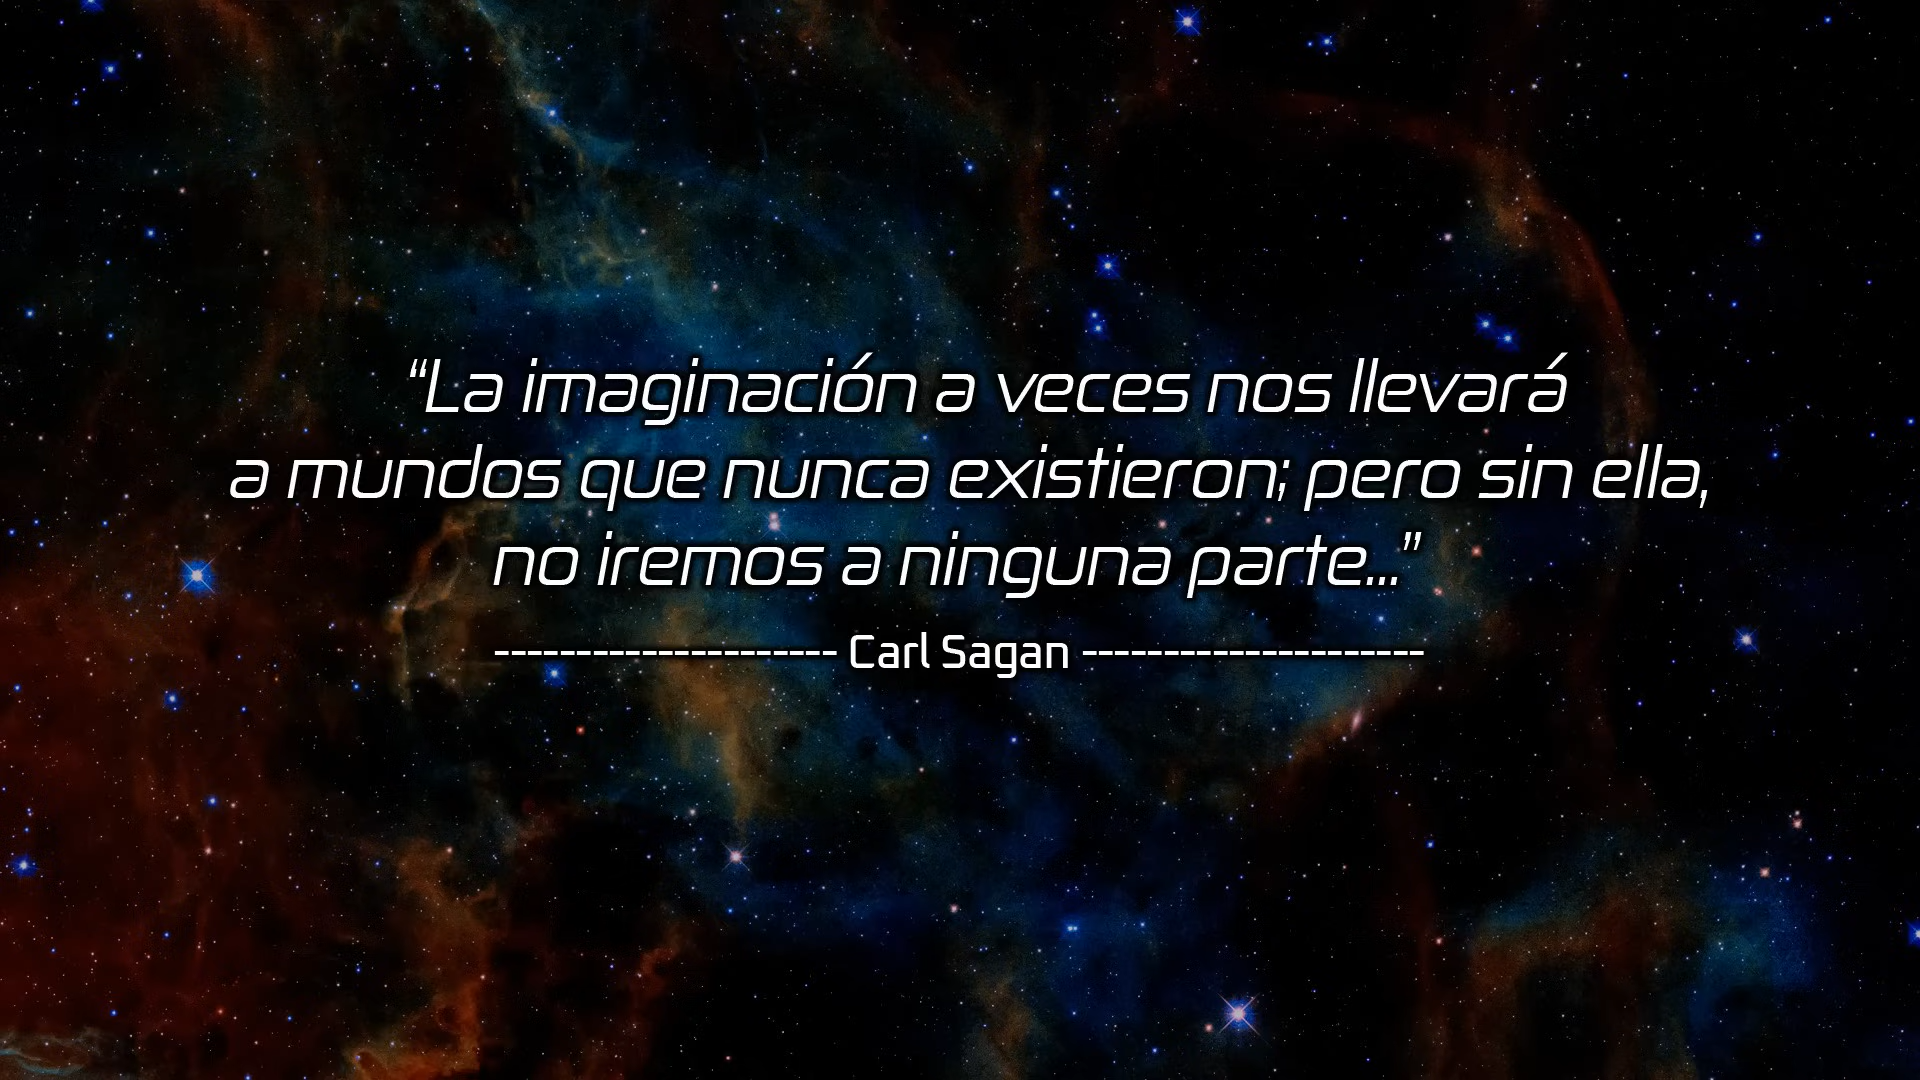 “La imaginación a veces nos llevará
a mundos que nunca existieron; pero sin ella,
no iremos a ninguna parte...”
--------------------- Carl Sagan ---------------------